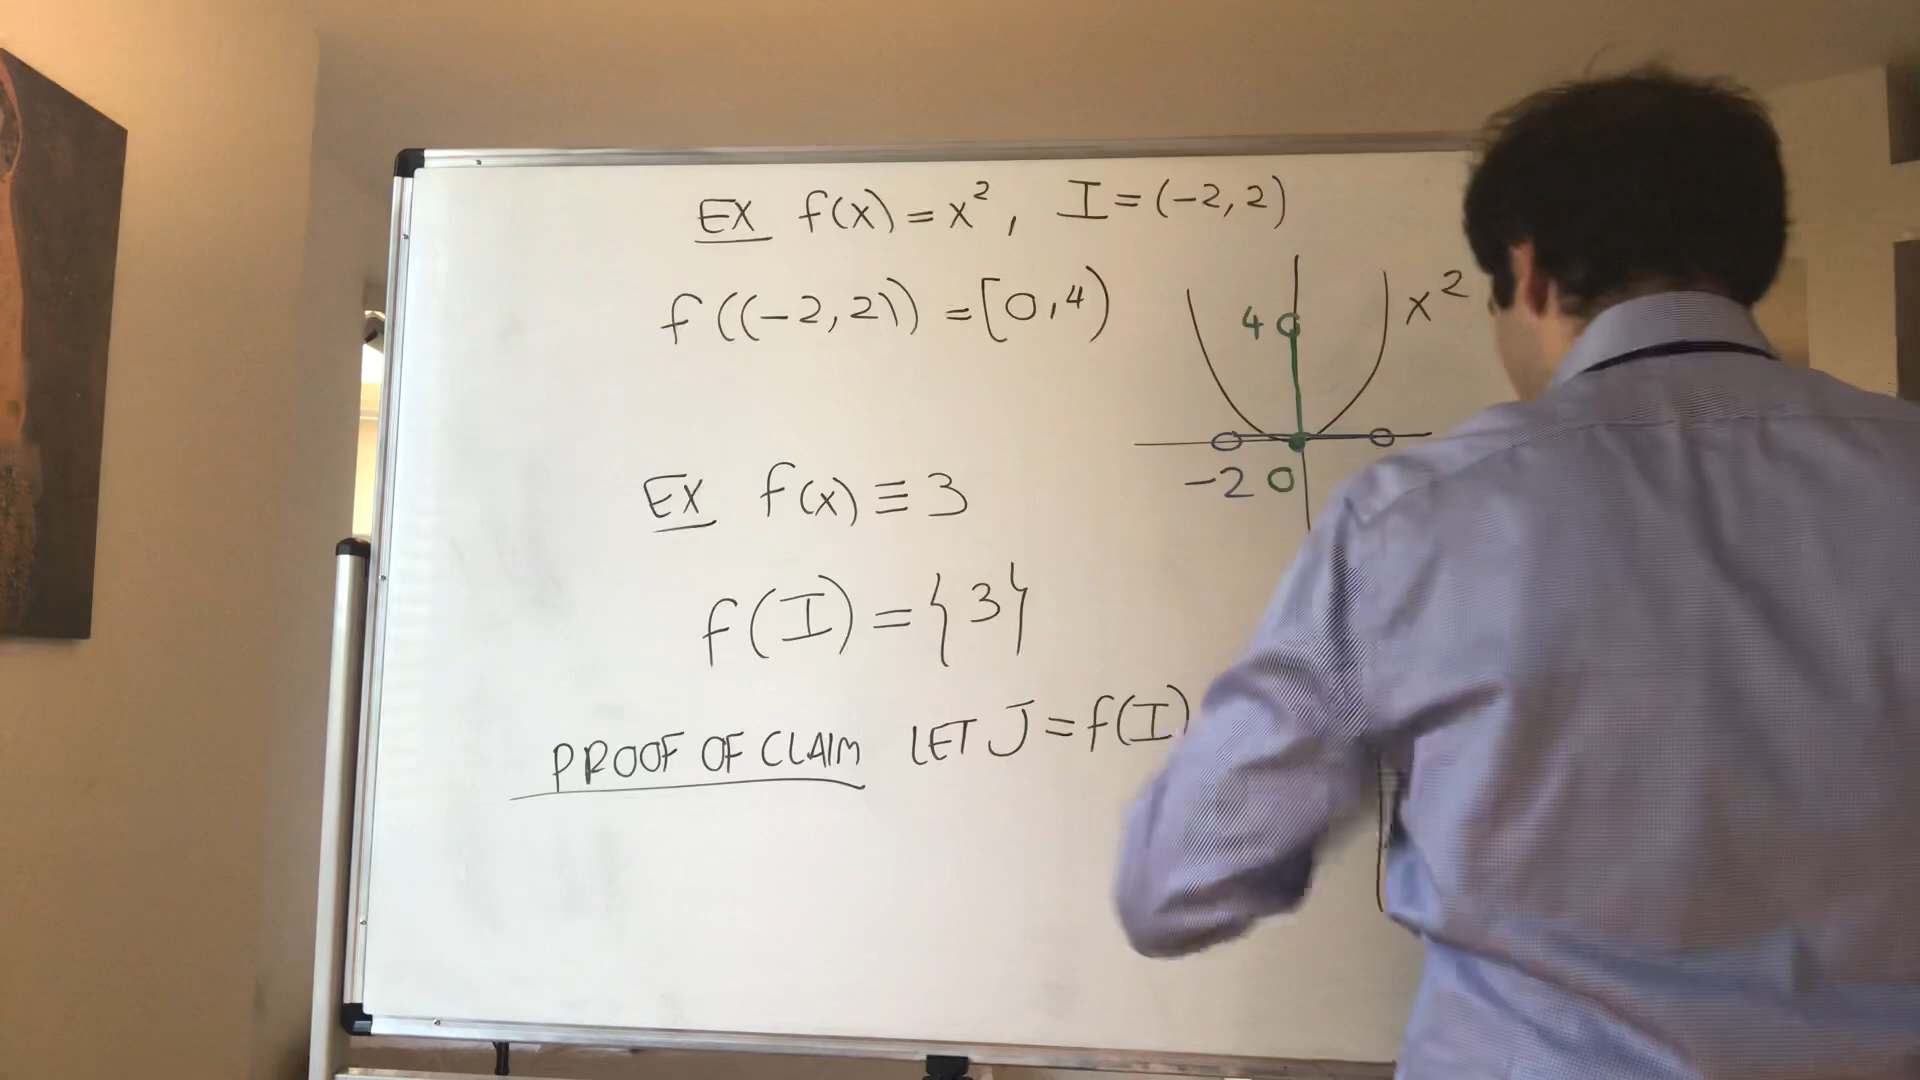 EX f(x) = x², I = (-2, 2)
f((-2, 2)) = [0, 4)
x²
4
-2 0
EX f(x) ≡ 3
f(I) = {3}
PROOF OF CLAIM LET J = f(I)